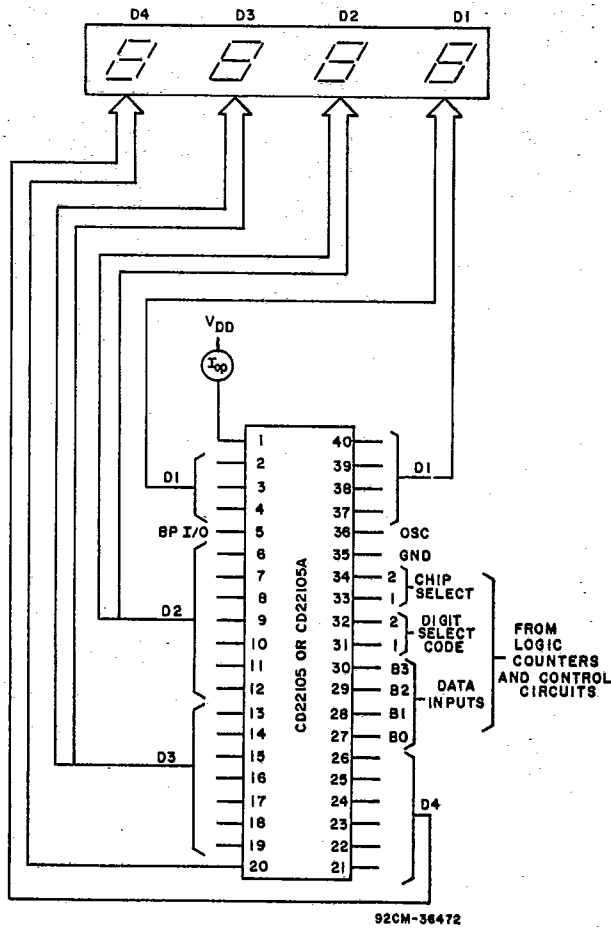 D4 D3 D2 D1
VDD
Iop
1 40
2 39
D1 3 38 D1
4 37
BP I/O 5 36 OSC
6 35 GND
7 34 2 CHIP
8 33 1 SELECT
D2 9 32 2 DIGIT
SELECT
10 31 1 CODE
11 30 B3
12 29 B2 DATA
13 28 B1 INPUTS
14 27 B0
D3 15 26
16 25
17 24 D4
18 23
19 22
20 21
CD22105 OR CD22105A
FROM
LOGIC
COUNTERS
AND CONTROL
CIRCUITS
92CM-36472